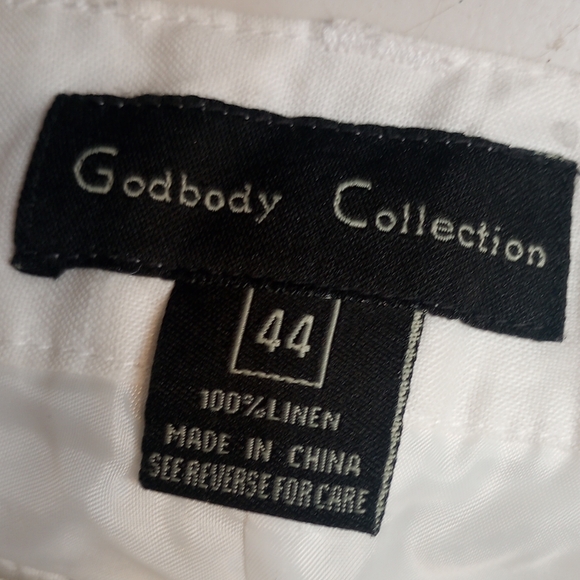 Godbody Collection
44
100%LINEN
MADE IN CHINA
SEE REVERSE FOR CARE